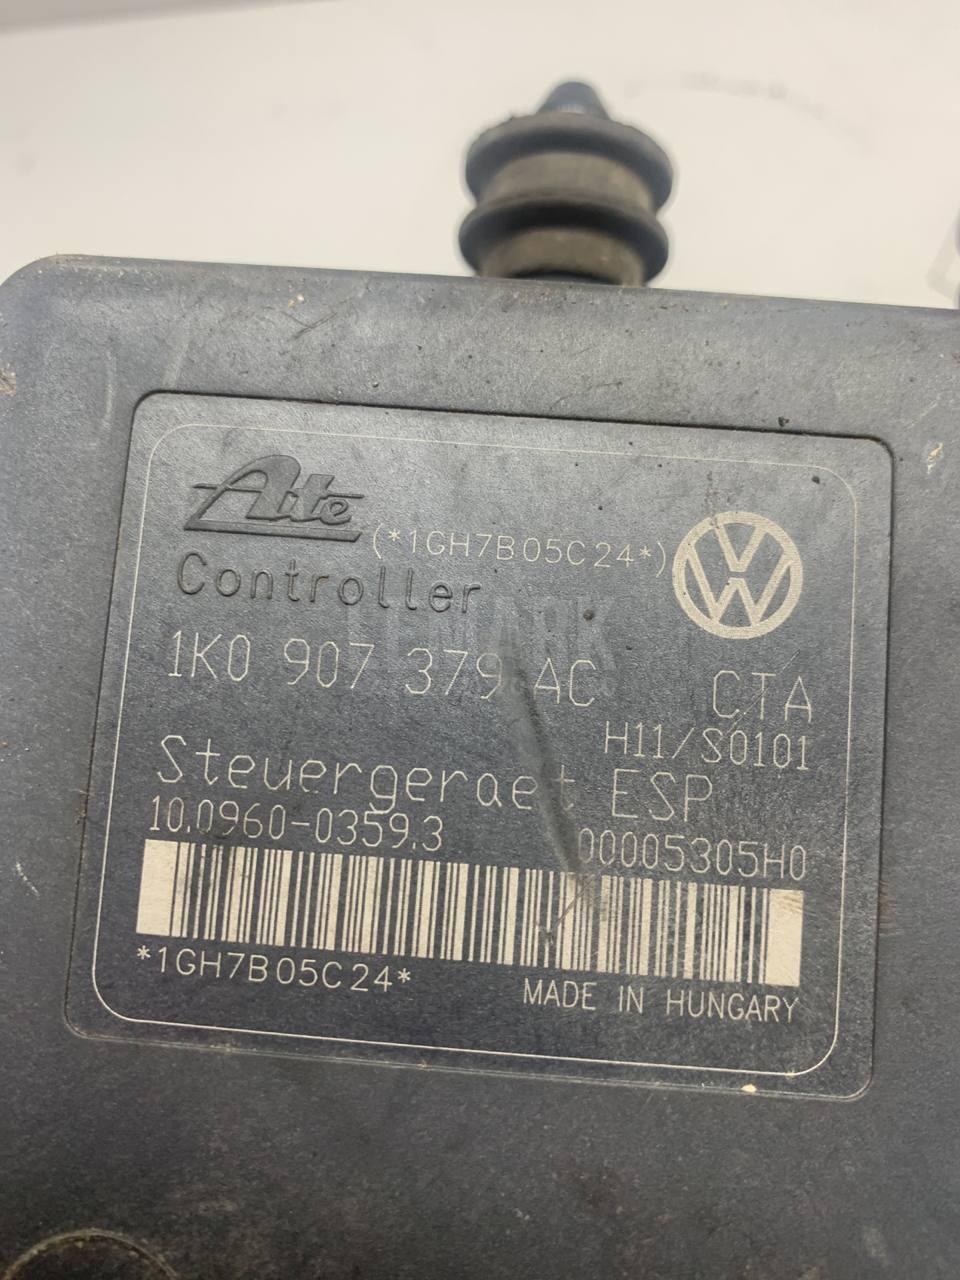 Ate
(*1GH7B05C24*)
Controller
1K0 907 379 AC CTA
H11/S0101
Steuergeraet ESP
10.0960-0359.3 00005305H0
*1GH7B05C24*
MADE IN HUNGARY
LEMARK